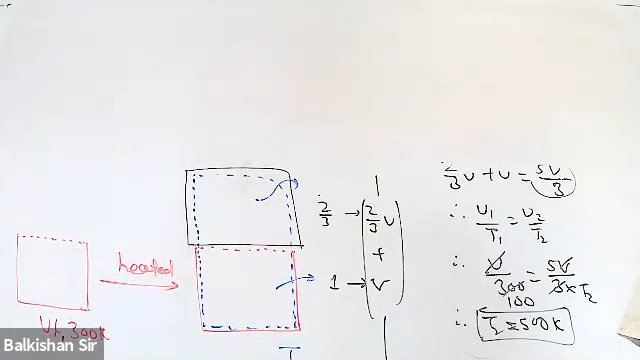 2/3 V + V = 5V/3
∴ V1/T1 = V2/T2
∴ V/300 = 5V/3×T2
100
∴ T2 = 500K
2/3 → 2/3 V
+
1 → V
heated
V1, 300K
T
Balkishan Sir